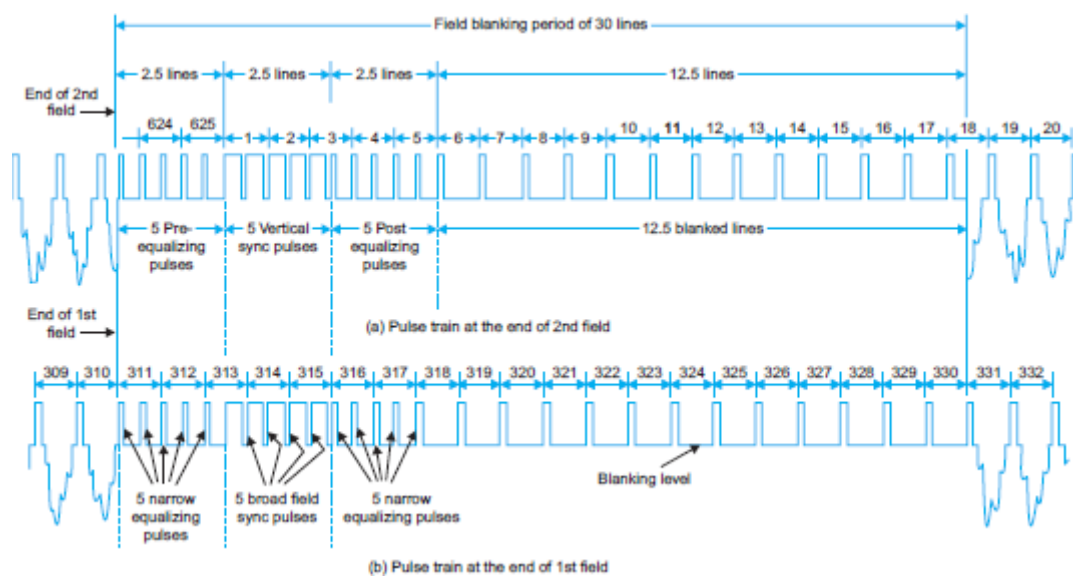 Field blanking period of 30 lines
2.5 lines 2.5 lines 2.5 lines 12.5 lines
End of 2nd
field
624 625 1 2 3 4 5 6 7 8 9 10 11 12 13 14 15 16 17 18 19 20
5 Pre-
equalizing
pulses
5 Vertical
sync pulses
5 Post
equalizing
pulses
12.5 blanked lines
End of 1st
field
(a) Pulse train at the end of 2nd field
309 310 311 312 313 314 315 316 317 318 319 320 321 322 323 324 325 326 327 328 329 330 331 332
5 narrow
equalizing
pulses
5 broad field
sync pulses
5 narrow
equalizing pulses
Blanking level
(b) Pulse train at the end of 1st field